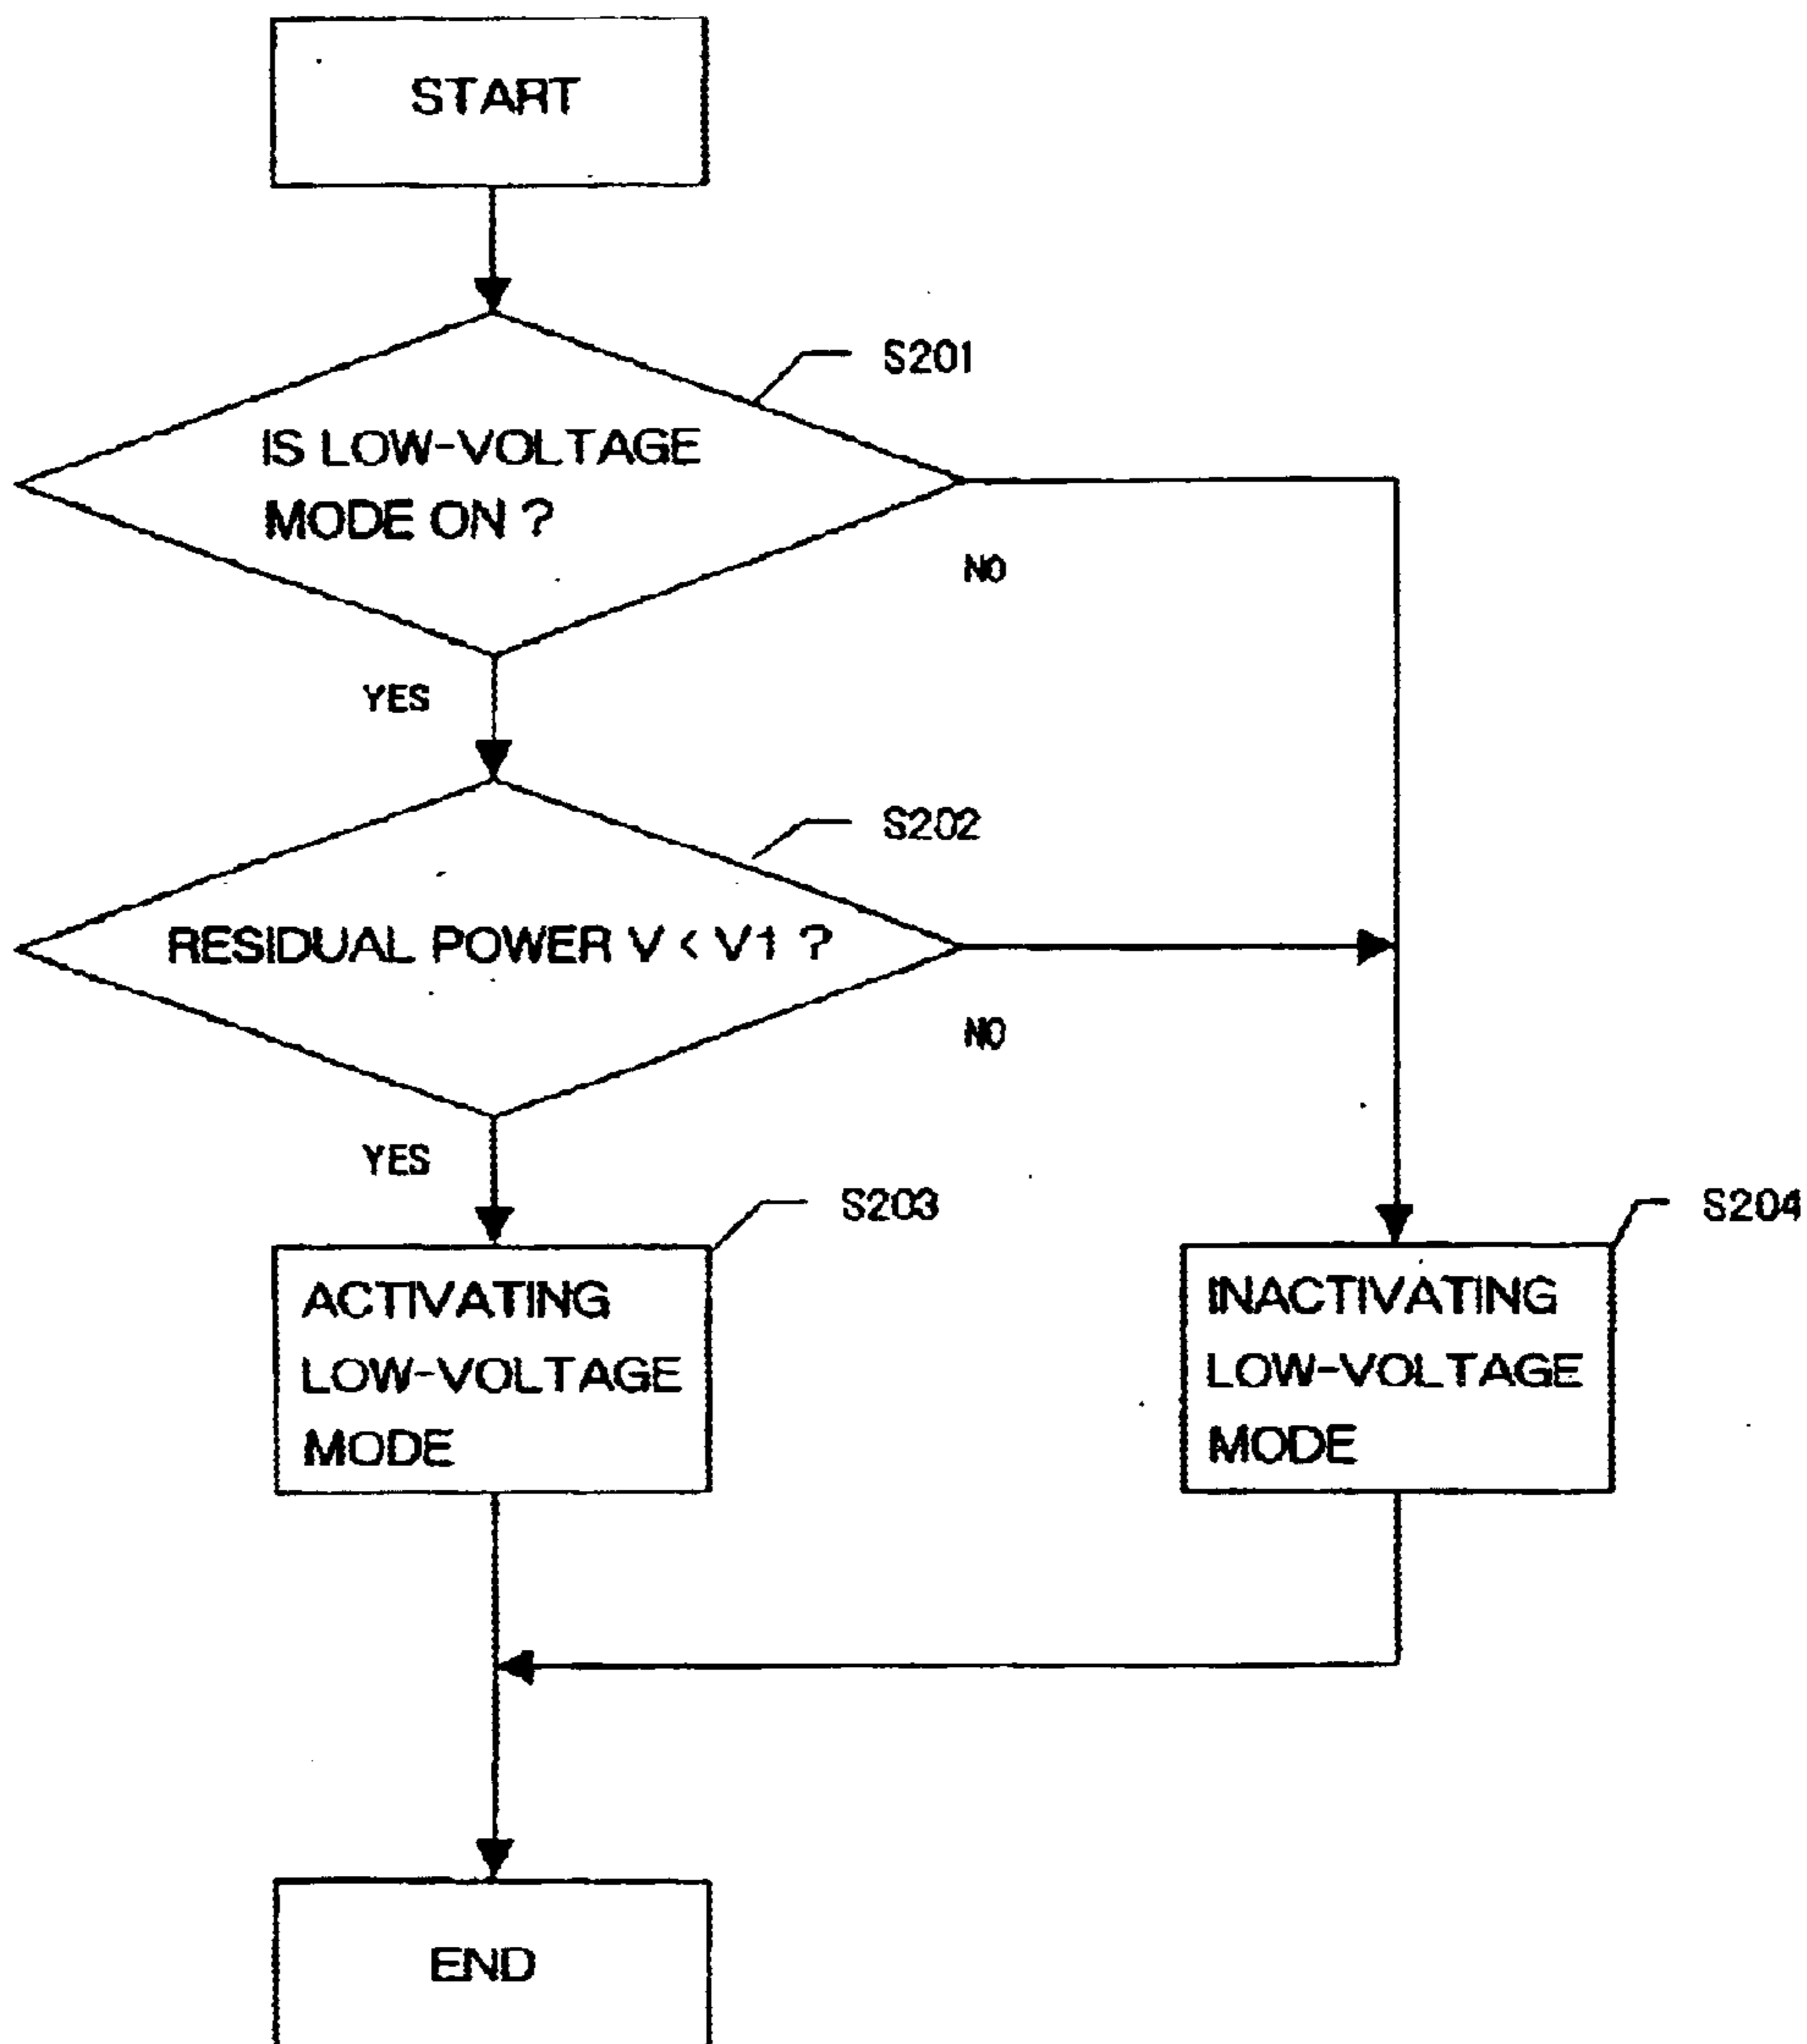 START
S201
IS LOW-VOLTAGE
MODE ON ?
NO
YES
S202
RESIDUAL POWER V < V1 ?
NO
YES
S203
S204
ACTIVATING
LOW-VOLTAGE
MODE
INACTIVATING
LOW-VOLTAGE
MODE
END